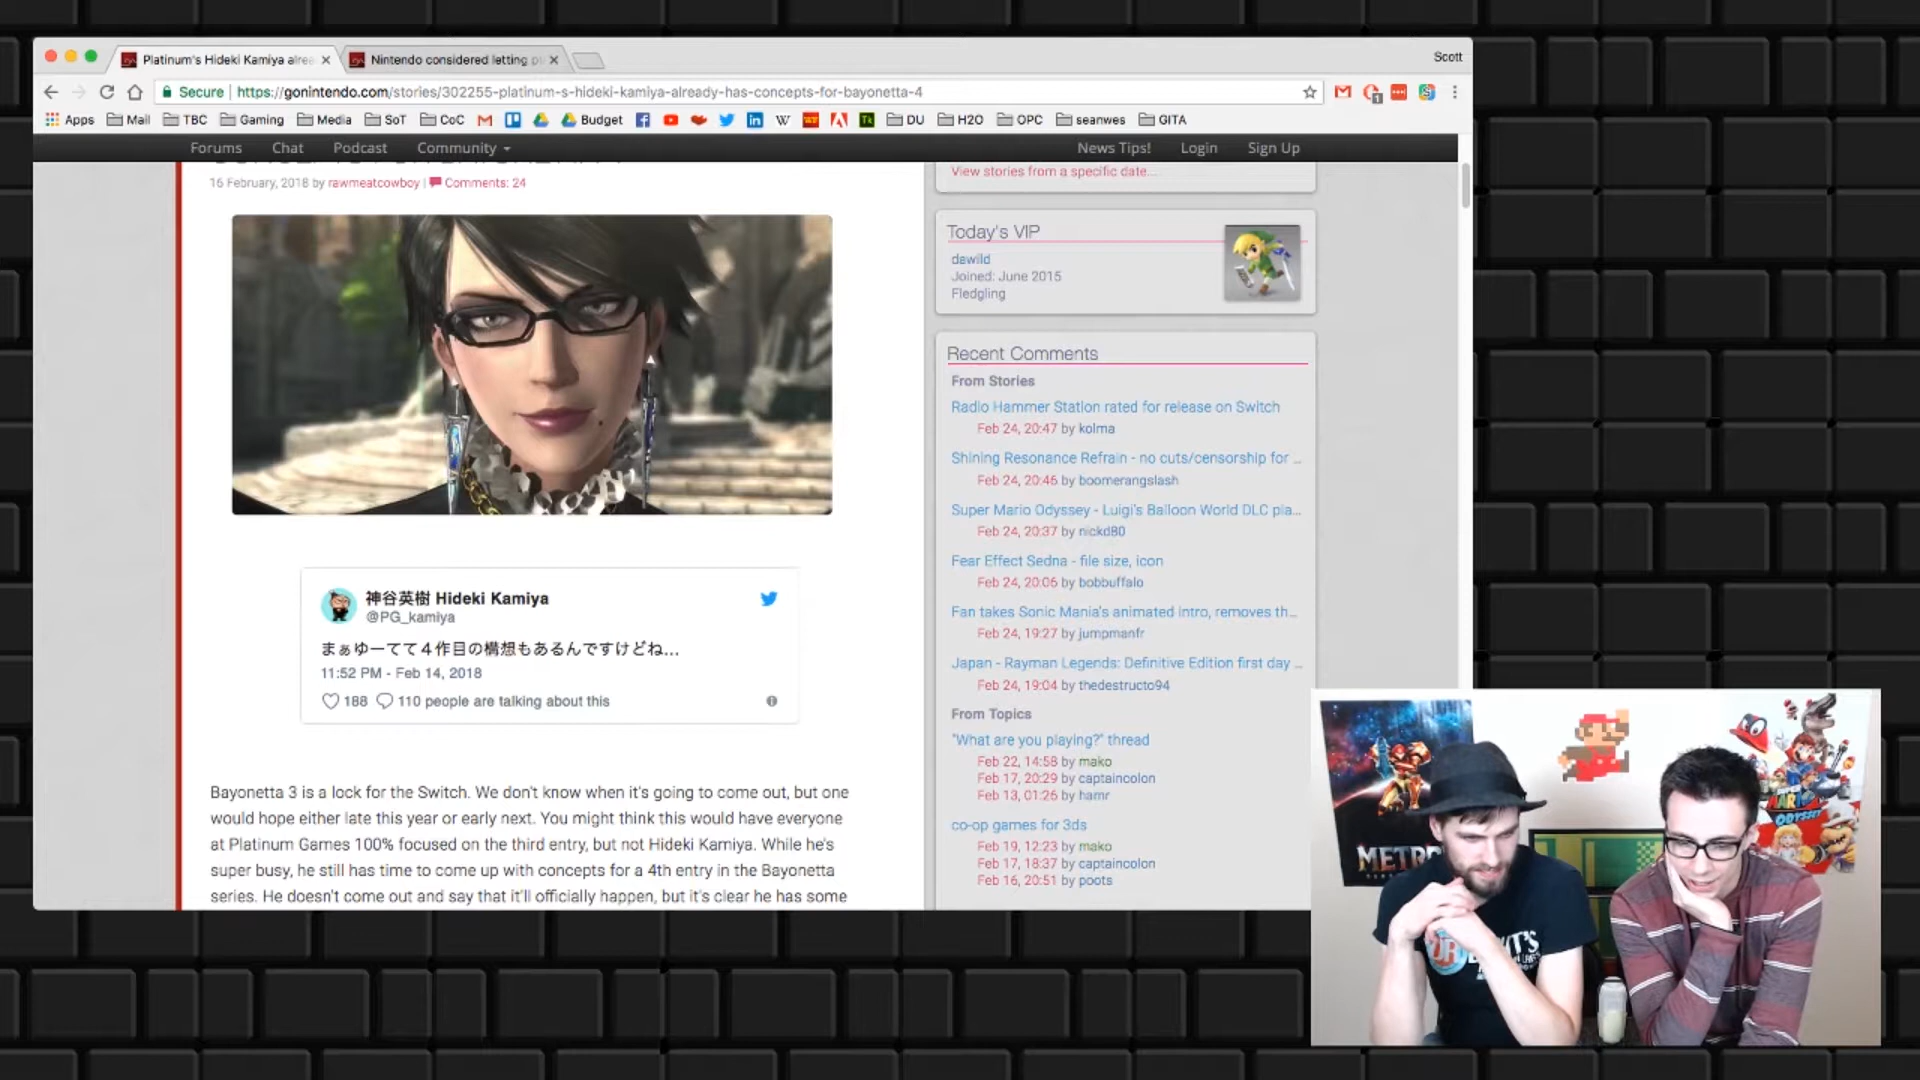 Platinum's Hideki Kamiya alrea
Nintendo considered letting p
Scott
Secure
https://gonintendo.com/stories/302255-platinum-s-hideki-kamiya-already-has-concepts-for-bayonetta-4
1
Apps
Mail
TBC
Gaming
Media
SoT
CoC
Budget
DU
H2O
OPC
seanwes
GITA
Forums
Chat
Podcast
Community
News Tips!
Login
Sign Up
16 February, 2018 by rawmeatcowboy | Comments: 24
神谷英樹 Hideki Kamiya
@PG_kamiya
まぁゆーてて４作目の構想もあるんですけどね…
11:52 PM - Feb 14, 2018
188
110 people are talking about this
Bayonetta 3 is a lock for the Switch. We don't know when it's going to come out, but one
would hope either late this year or early next. You might think this would have everyone
at Platinum Games 100% focused on the third entry, but not Hideki Kamiya. While he's
super busy, he still has time to come up with concepts for a 4th entry in the Bayonetta
series. He doesn't come out and say that it'll officially happen, but it's clear he has some
View stories from a specific date...
Today's VIP
dawild
Joined: June 2015
Fledgling
Recent Comments
From Stories
Radio Hammer Station rated for release on Switch
Feb 24, 20:47 by kolma
Shining Resonance Refrain - no cuts/censorship for ...
Feb 24, 20:46 by boomerangslash
Super Mario Odyssey - Luigi's Balloon World DLC pla...
Feb 24, 20:37 by nickd80
Fear Effect Sedna - file size, icon
Feb 24, 20:06 by bobbuffalo
Fan takes Sonic Mania's animated intro, removes th...
Feb 24, 19:27 by jumpmanfr
Japan - Rayman Legends: Definitive Edition first day ...
Feb 24, 19:04 by thedestructo94
From Topics
"What are you playing?" thread
Feb 22, 14:58 by mako
Feb 17, 20:29 by captaincolon
Feb 13, 01:26 by hamr
co-op games for 3ds
Feb 19, 12:23 by mako
Feb 17, 18:37 by captaincolon
Feb 16, 20:51 by poots
METR
SUPER
MARIO
ODYSSEY